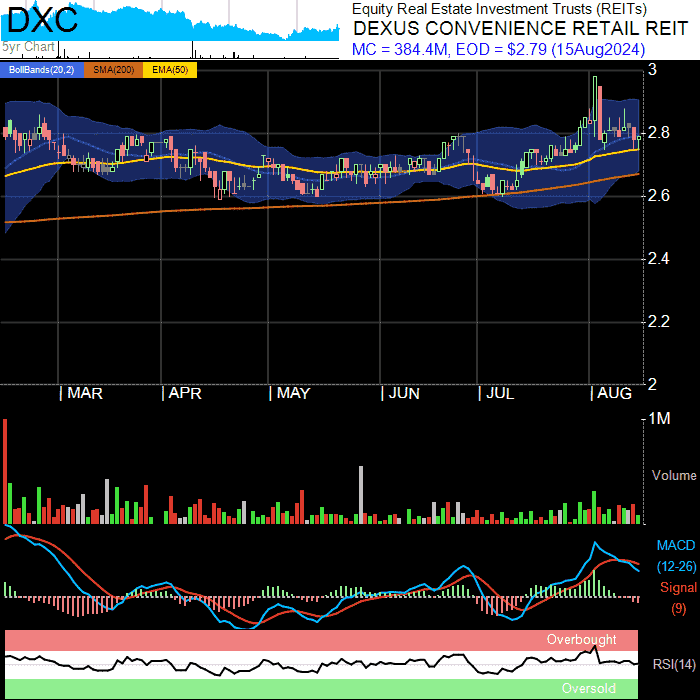 DXC
5yr Chart
Equity Real Estate Investment Trusts (REITs)
DEXUS CONVENIENCE RETAIL REIT
MC = 384.4M, EOD = $2.79 (15Aug2024)
BollBands(20,2) SMA(200) EMA(50)
3
2.8
2.6
2.4
2.2
2
MAR APR MAY JUN JUL AUG
1M
Volume
MACD
(12-26)
Signal
(9)
Overbought
RSI(14)
Oversold